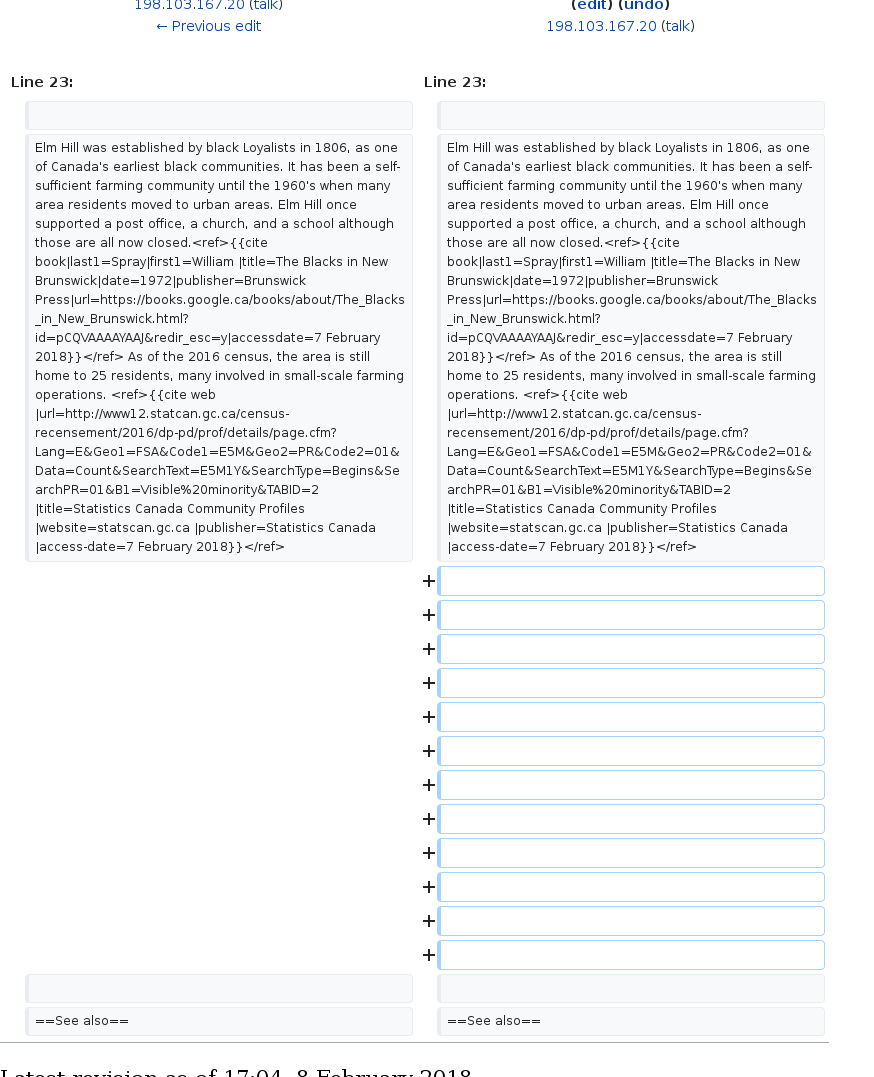 198.103.167.20 (talk)
← Previous edit
(edit) (undo)
198.103.167.20 (talk)
Line 23:
Line 23:
Elm Hill was established by black Loyalists in 1806, as one
of Canada's earliest black communities. It has been a self-
sufficient farming community until the 1960's when many
area residents moved to urban areas. Elm Hill once
supported a post office, a church, and a school although
those are all now closed.<ref>{{cite
book|last1=Spray|first1=William |title=The Blacks in New
Brunswick|date=1972|publisher=Brunswick
Press|url=https://books.google.ca/books/about/The_Blacks
_in_New_Brunswick.html?
id=pCQVAAAAYAAJ&redir_esc=y|accessdate=7 February
2018}}</ref> As of the 2016 census, the area is still
home to 25 residents, many involved in small-scale farming
operations. <ref>{{cite web
|url=http://www12.statcan.gc.ca/census-
recensement/2016/dp-pd/prof/details/page.cfm?
Lang=E&Geo1=FSA&Code1=E5M&Geo2=PR&Code2=01&
Data=Count&SearchText=E5M1Y&SearchType=Begins&Se
archPR=01&B1=Visible%20minority&TABID=2
|title=Statistics Canada Community Profiles
|website=statscan.gc.ca |publisher=Statistics Canada
|access-date=7 February 2018}}</ref>
Elm Hill was established by black Loyalists in 1806, as one
of Canada's earliest black communities. It has been a self-
sufficient farming community until the 1960's when many
area residents moved to urban areas. Elm Hill once
supported a post office, a church, and a school although
those are all now closed.<ref>{{cite
book|last1=Spray|first1=William |title=The Blacks in New
Brunswick|date=1972|publisher=Brunswick
Press|url=https://books.google.ca/books/about/The_Blacks
_in_New_Brunswick.html?
id=pCQVAAAAYAAJ&redir_esc=y|accessdate=7 February
2018}}</ref> As of the 2016 census, the area is still
home to 25 residents, many involved in small-scale farming
operations. <ref>{{cite web
|url=http://www12.statcan.gc.ca/census-
recensement/2016/dp-pd/prof/details/page.cfm?
Lang=E&Geo1=FSA&Code1=E5M&Geo2=PR&Code2=01&
Data=Count&SearchText=E5M1Y&SearchType=Begins&Se
archPR=01&B1=Visible%20minority&TABID=2
|title=Statistics Canada Community Profiles
|website=statscan.gc.ca |publisher=Statistics Canada
|access-date=7 February 2018}}</ref>
+
+
+
+
+
+
+
+
+
+
+
+
==See also==
==See also==
Latest revision as of 17:04, 8 February 2018